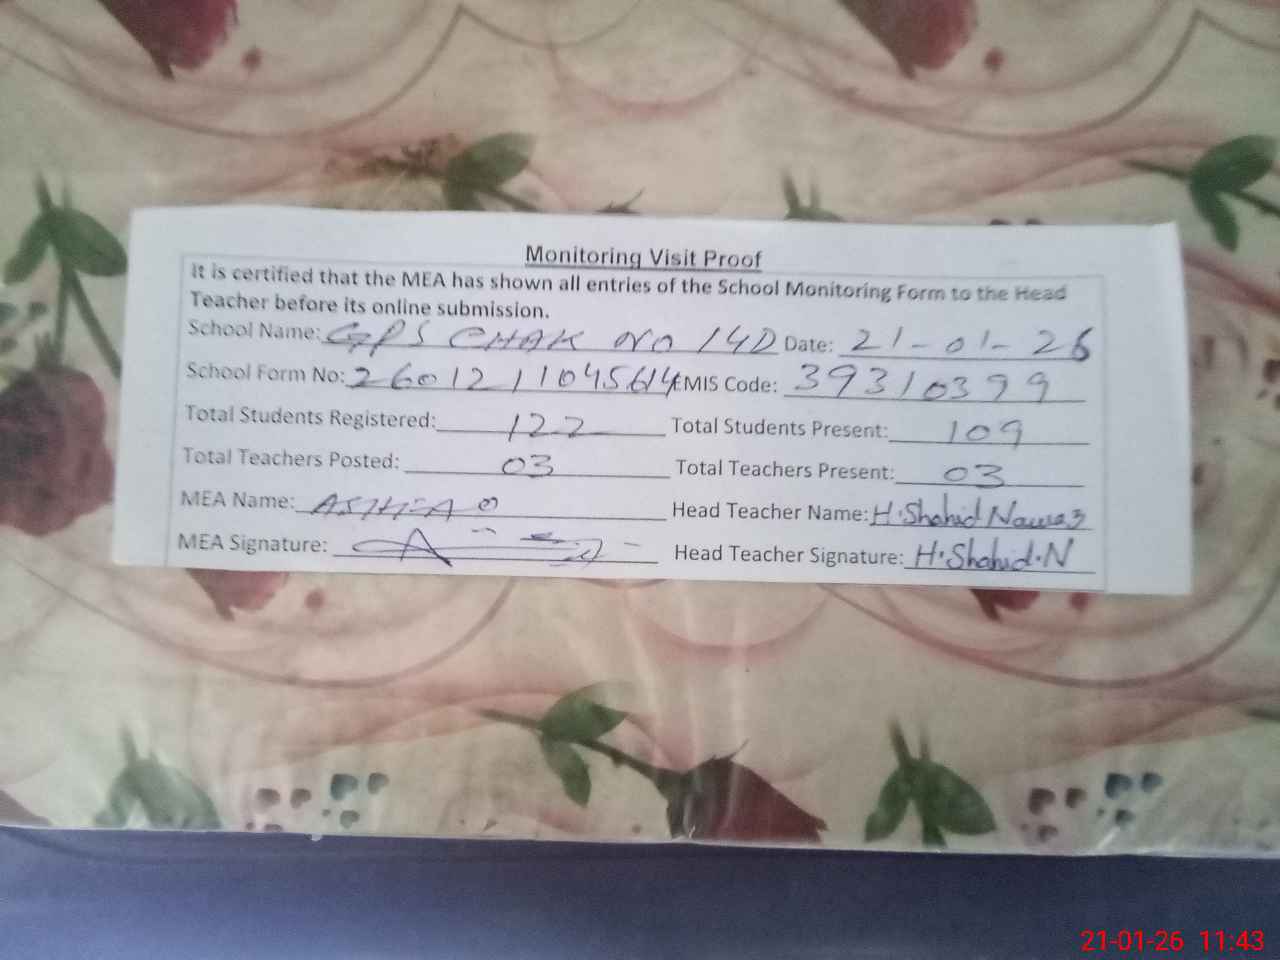 Monitoring Visit Proof
It is certified that the MEA has shown all entries of the School Monitoring Form to the Head
Teacher before its online submission.
School Name: GPS CHAK NO 14D Date: 21-01-26
School Form No: 2601211045614 EMIS Code: 39310399
Total Students Registered: 122 Total Students Present: 109
Total Teachers Posted: 03 Total Teachers Present: 03
MEA Name: Head Teacher Name: H.Shahid Nawaz
MEA Signature: Head Teacher Signature: H.Shahid.N
21-01-26 11:43